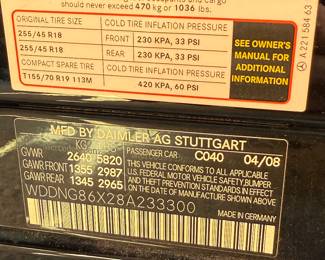 should never exceed 470 kg or 1036 lbs.
ORIGINAL TIRE SIZE COLD TIRE INFLATION PRESSURE
255/45 R18 FRONT 230 KPA, 33 PSI
255/45 R18 REAR 230 KPA, 33 PSI
COMPACT SPARE TIRE COLD TIRE INFLATION PRESSURE
T155/70 R19 113M 420 KPA, 60 PSI
SEE OWNER'S
MANUAL FOR
ADDITIONAL
INFORMATION
A 221 584 A3
MFD BY DAIMLER AG STUTTGART
PASSENGER CAR C040 04/08
GVWR 2640 5820
GAWR FRONT 1355 2987
GAWR REAR 1345 2965
THIS VEHICLE CONFORMS TO ALL APPLICABLE
U.S. FEDERAL MOTOR VEHICLE SAFETY, BUMPER
AND THEFT PREVENTION STANDARDS IN EFFECT
ON THE DATE OF MANUFACTURE SHOWN ABOVE.
WDDNG86X28A233300